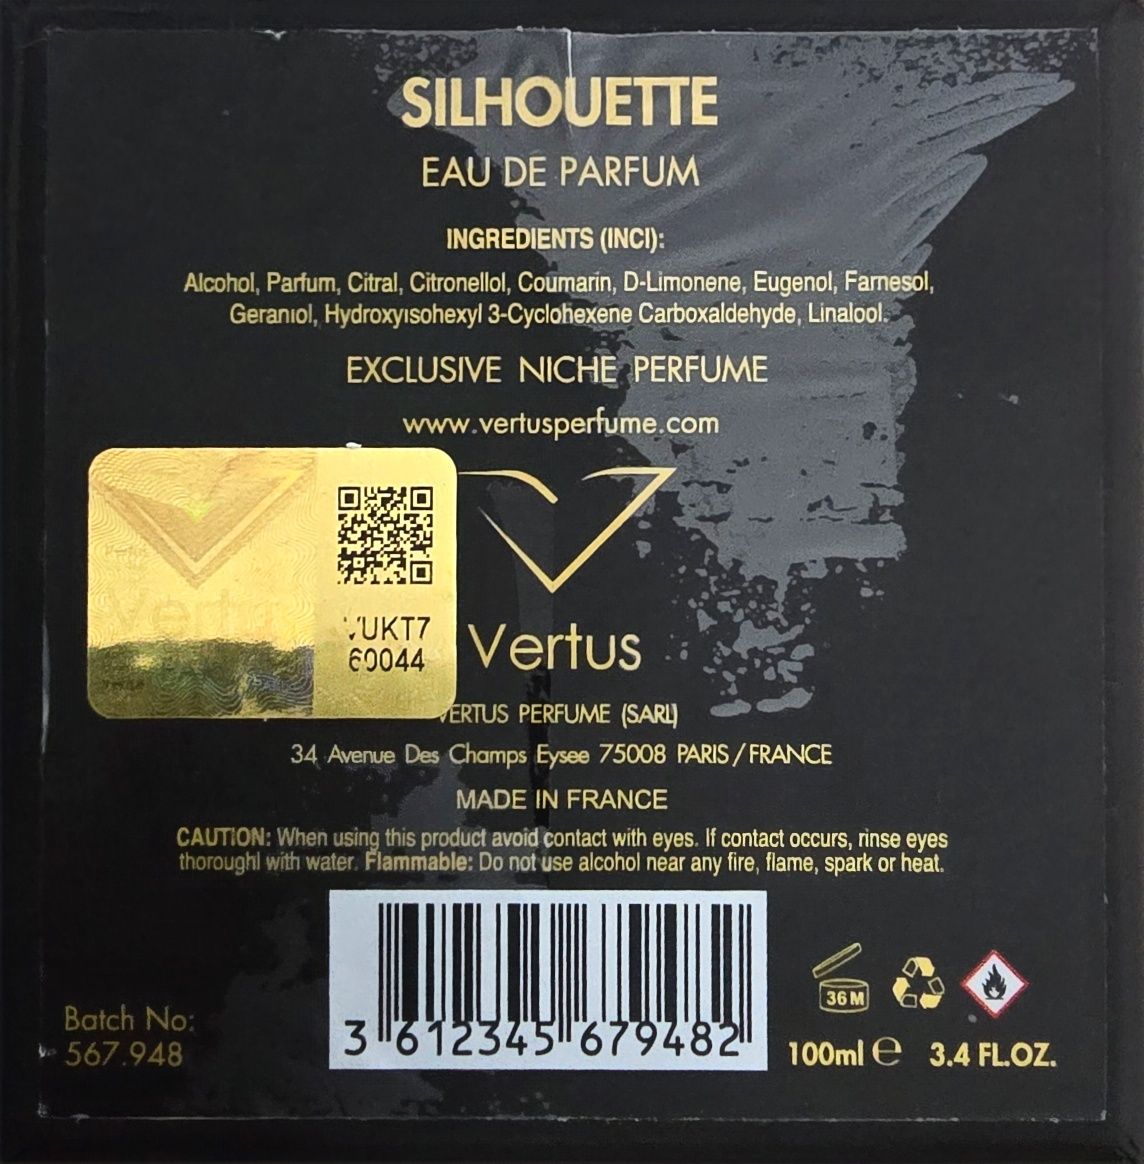 SILHOUETTE
EAU DE PARFUM
INGREDIENTS (INCI):
Alcohol, Parfum, Citral, Citronellol, Coumarin, D-Limonene, Eugenol, Farnesol,
Geraniol, Hydroxyisohexyl 3-Cyclohexene Carboxaldehyde, Linalool.
EXCLUSIVE NICHE PERFUME
www.vertusperfume.com
VUKT7
60044
Vertus
VERTUS PERFUME (SARL)
34 Avenue Des Champs Eysee 75008 PARIS / FRANCE
MADE IN FRANCE
CAUTION: When using this product avoid contact with eyes. If contact occurs, rinse eyes
thoroughl with water. Flammable: Do not use alcohol near any fire, flame, spark or heat.
36 M
Batch No:
567.948
3 612345 679482
100ml e 3.4 FL.OZ.